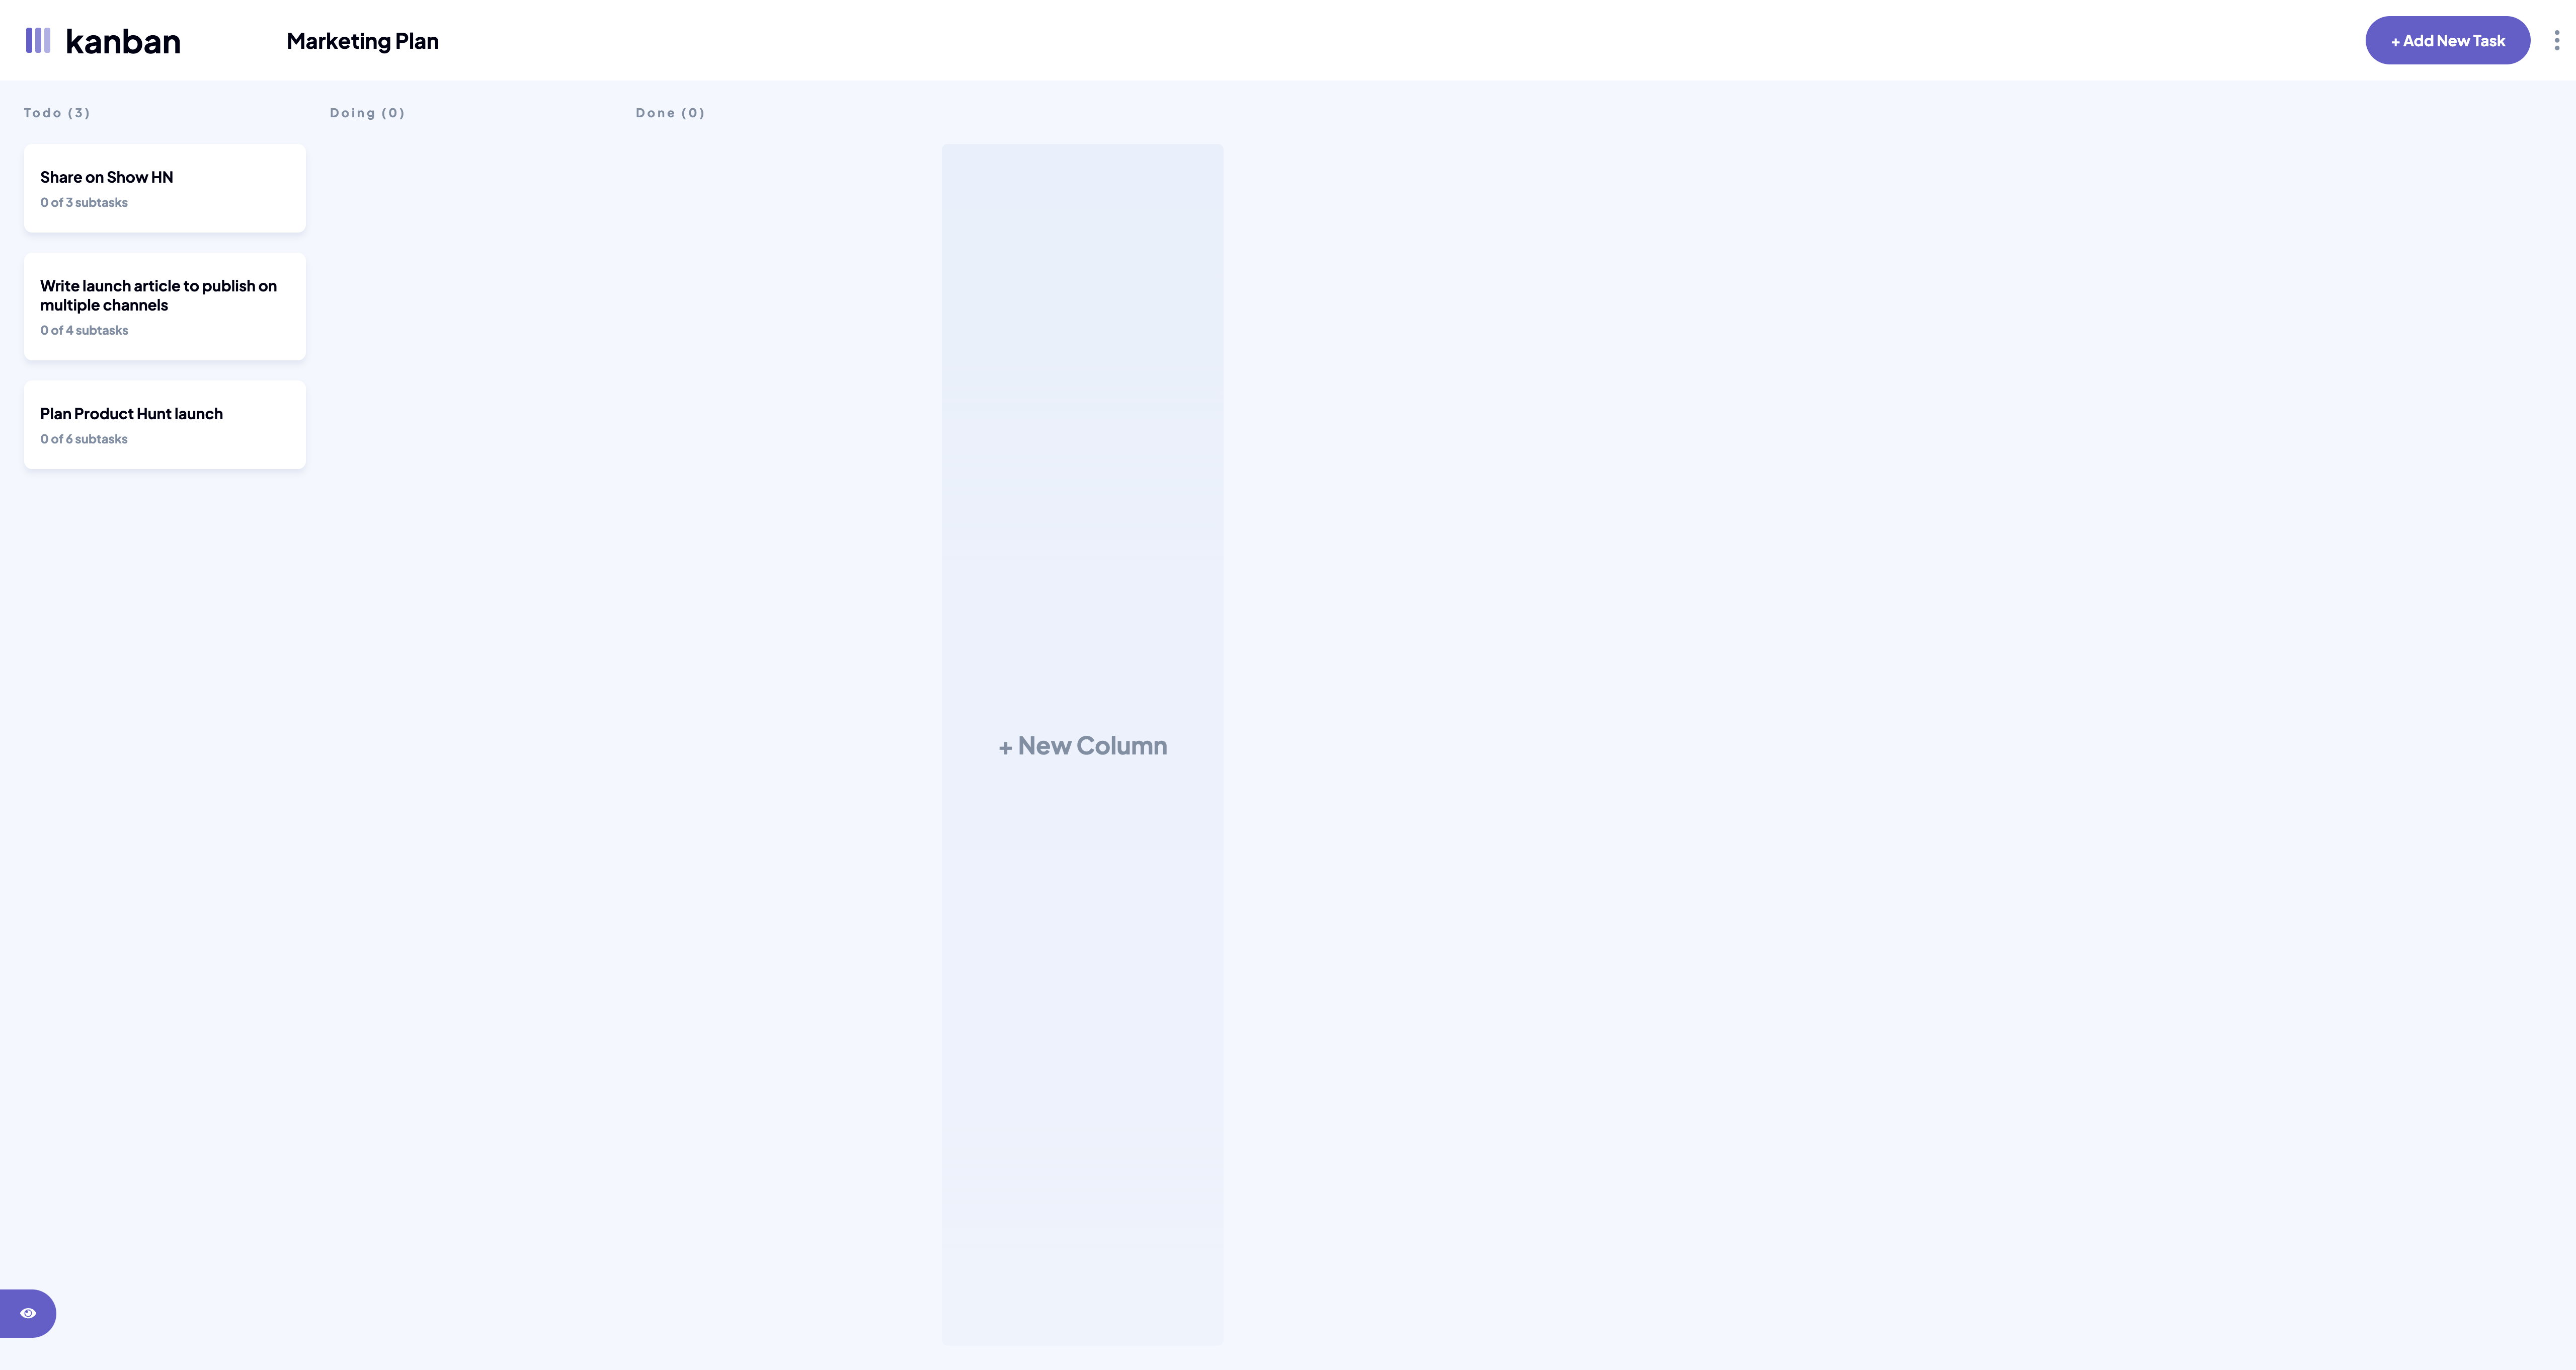 kanban
Marketing Plan
+ Add New Task
Todo (3)
Doing (0)
Done (0)
Share on Show HN
0 of 3 subtasks
Write launch article to publish on
multiple channels
0 of 4 subtasks
Plan Product Hunt launch
0 of 6 subtasks
+ New Column